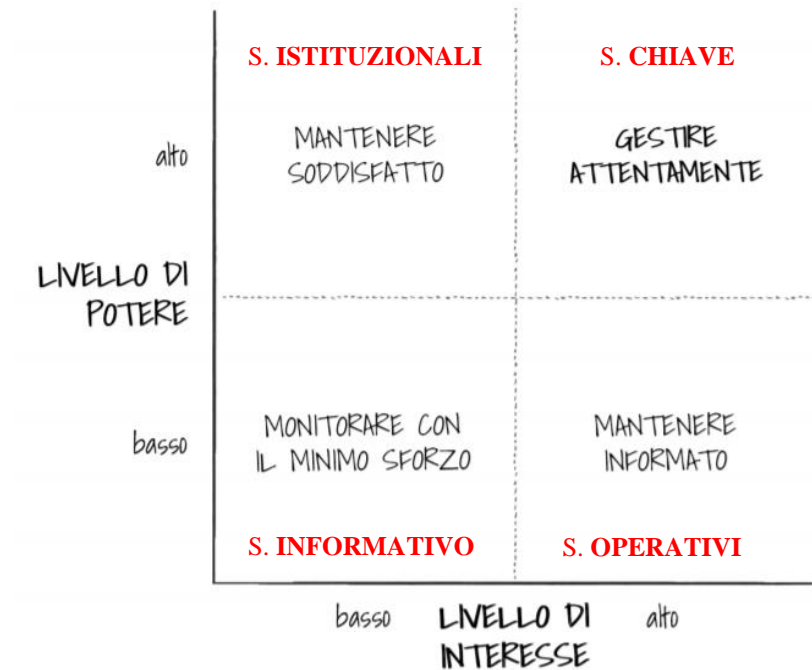 S. ISTITUZIONALI
S. CHIAVE
alto
MANTENERE
SODDISFATTO
GESTIRE
ATTENTAMENTE
LIVELLO DI
POTERE
basso
MONITORARE CON
IL MINIMO SFORZO
MANTENERE
INFORMATO
S. INFORMATIVO
S. OPERATIVI
basso
LIVELLO DI
INTERESSE
alto